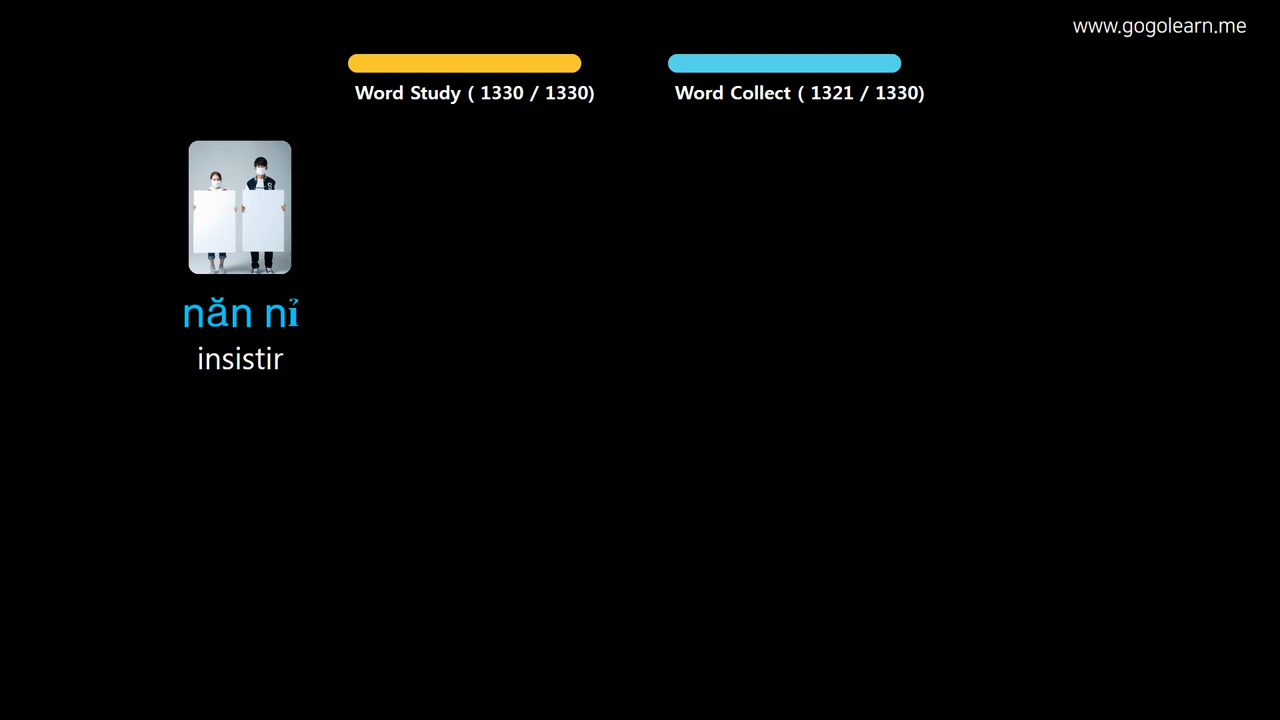 www.gogolearn.me
Word Study ( 1330 / 1330)
Word Collect ( 1321 / 1330)
năn nỉ
insistir